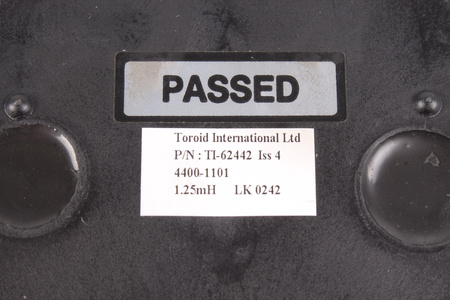 PASSED
Toroid International Ltd
P/N : TI-62442 Iss 4
4400-1101
1.25mH LK 0242